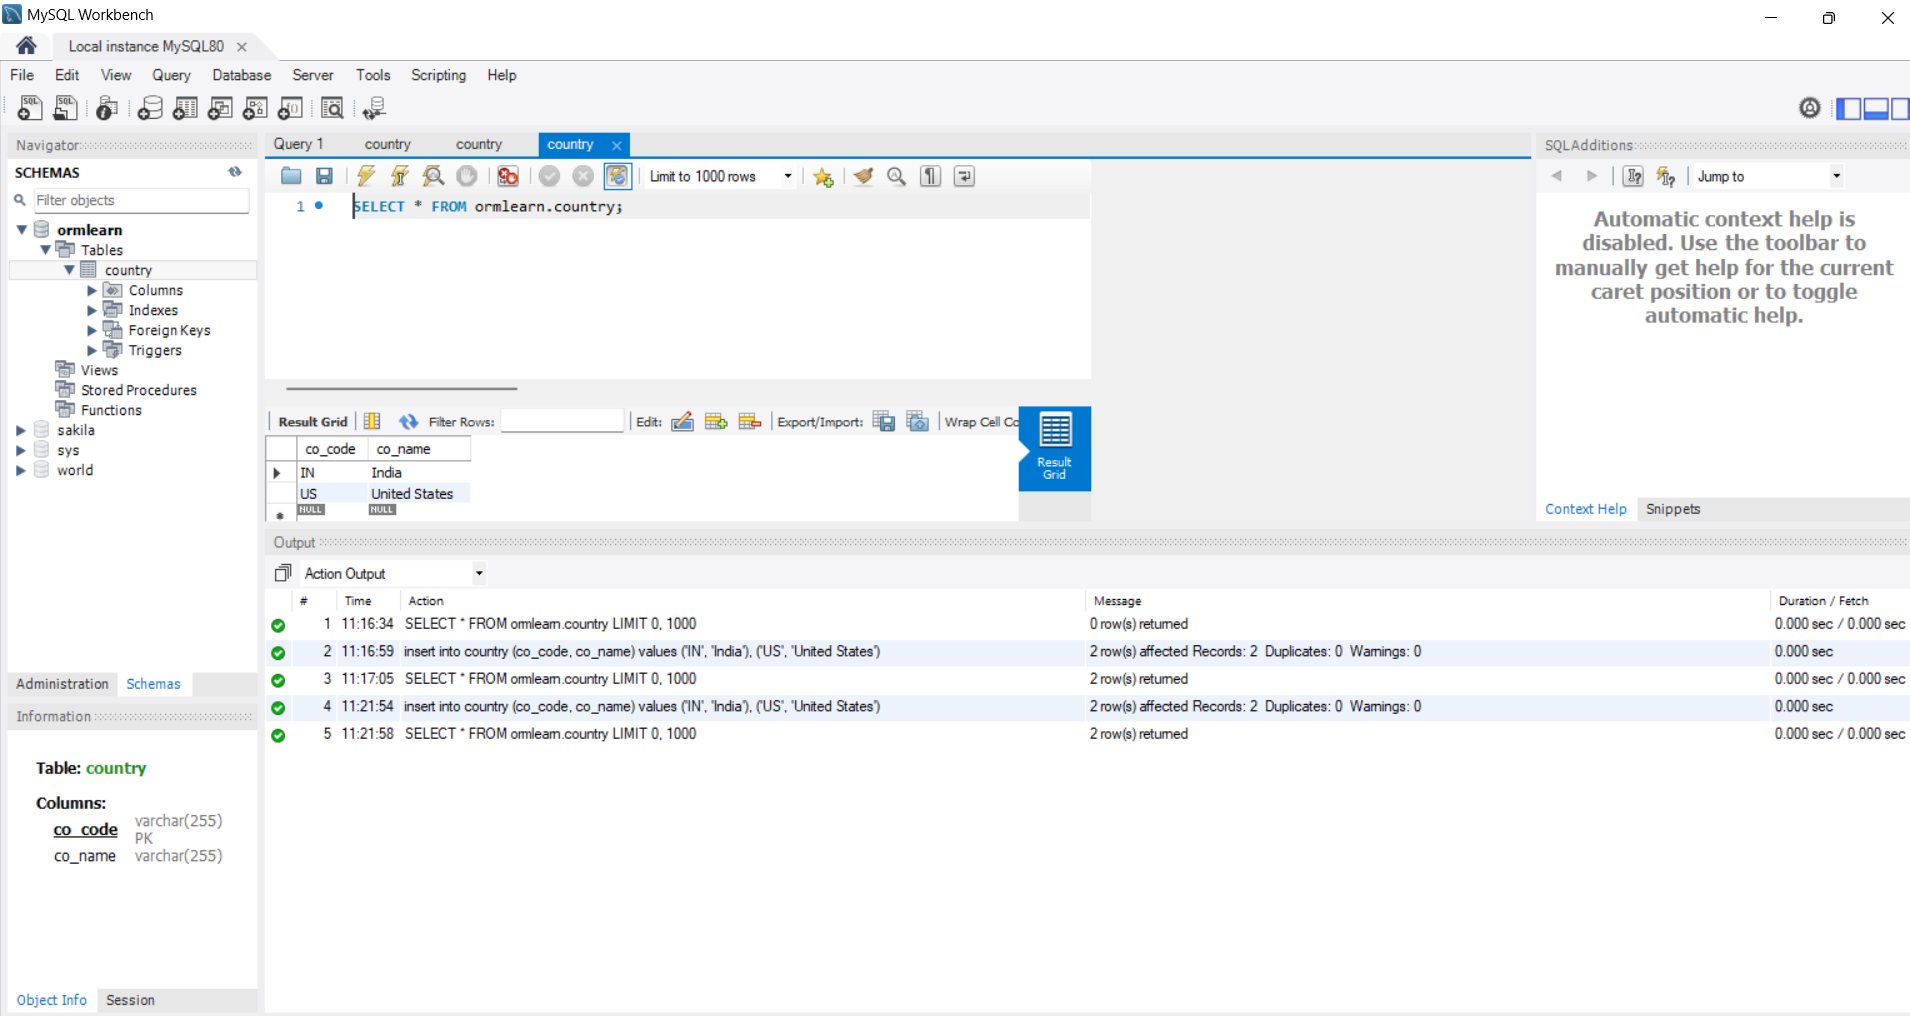 MySQL Workbench
Local instance MySQL80
File Edit View Query Database Server Tools Scripting Help
Navigator
SCHEMAS
Filter objects
ormlearn
Tables
country
Columns
Indexes
Foreign Keys
Triggers
Views
Stored Procedures
Functions
sakila
sys
world
Administration Schemas
Information
Table: country
Columns:
co_code varchar(255) PK
co_name varchar(255)
Object Info Session
Query 1 country country country
Limit to 1000 rows
1 SELECT * FROM ormlearn.country;
Result Grid Filter Rows: Edit: Export/Import: Wrap Cell Co
co_code co_name
IN India
US United States
NULL NULL
Result Grid
SQLAdditions
Jump to
Automatic context help is
disabled. Use the toolbar to
manually get help for the current
caret position or to toggle
automatic help.
Context Help Snippets
Output
Action Output
# Time Action Message Duration / Fetch
1 11:16:34 SELECT * FROM ormlearn.country LIMIT 0, 1000 0 row(s) returned 0.000 sec / 0.000 sec
2 11:16:59 insert into country (co_code, co_name) values ('IN', 'India'), ('US', 'United States') 2 row(s) affected Records: 2 Duplicates: 0 Warnings: 0 0.000 sec
3 11:17:05 SELECT * FROM ormlearn.country LIMIT 0, 1000 2 row(s) returned 0.000 sec / 0.000 sec
4 11:21:54 insert into country (co_code, co_name) values ('IN', 'India'), ('US', 'United States') 2 row(s) affected Records: 2 Duplicates: 0 Warnings: 0 0.000 sec
5 11:21:58 SELECT * FROM ormlearn.country LIMIT 0, 1000 2 row(s) returned 0.000 sec / 0.000 sec